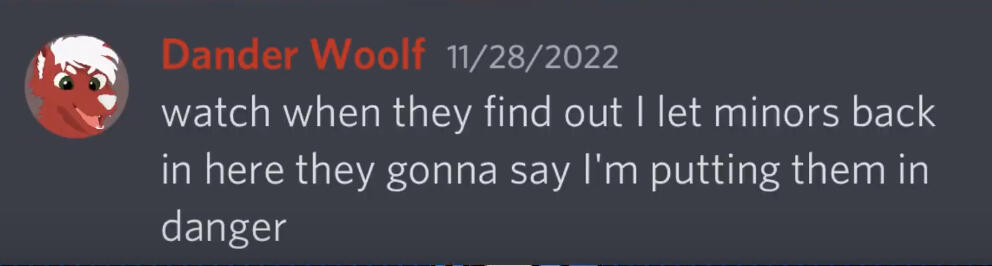 Dander Woolf 11/28/2022
watch when they find out I let minors back
in here they gonna say I'm putting them in
danger